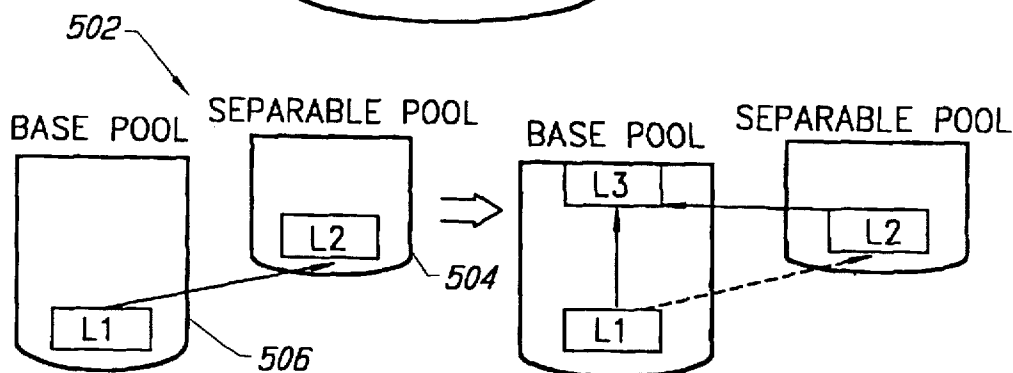 502
BASE POOL
SEPARABLE POOL
L2
504
L1
506
BASE POOL
SEPARABLE POOL
L3
L2
L1